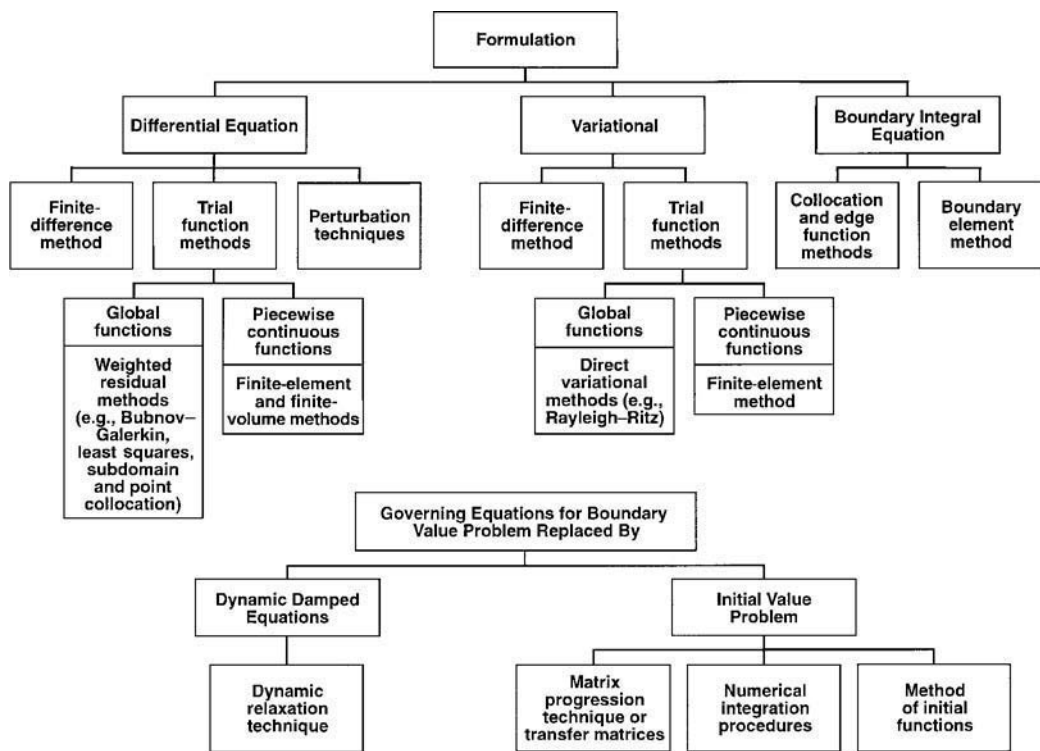 Formulation
Differential Equation
Variational
Boundary Integral
Equation
Finite-
difference
method
Trial
function
methods
Perturbation
techniques
Finite-
difference
method
Trial
function
methods
Collocation
and edge
function
methods
Boundary
element
method
Global
functions
Weighted
residual
methods
(e.g., Bubnov–
Galerkin,
least squares,
subdomain
and point
collocation)
Piecewise
continuous
functions
Finite-element
and finite-
volume methods
Global
functions
Direct
variational
methods (e.g.,
Rayleigh–Ritz)
Piecewise
continuous
functions
Finite-element
method
Governing Equations for Boundary
Value Problem Replaced By
Dynamic Damped
Equations
Initial Value
Problem
Dynamic
relaxation
technique
Matrix
progression
technique or
transfer matrices
Numerical
integration
procedures
Method
of initial
functions